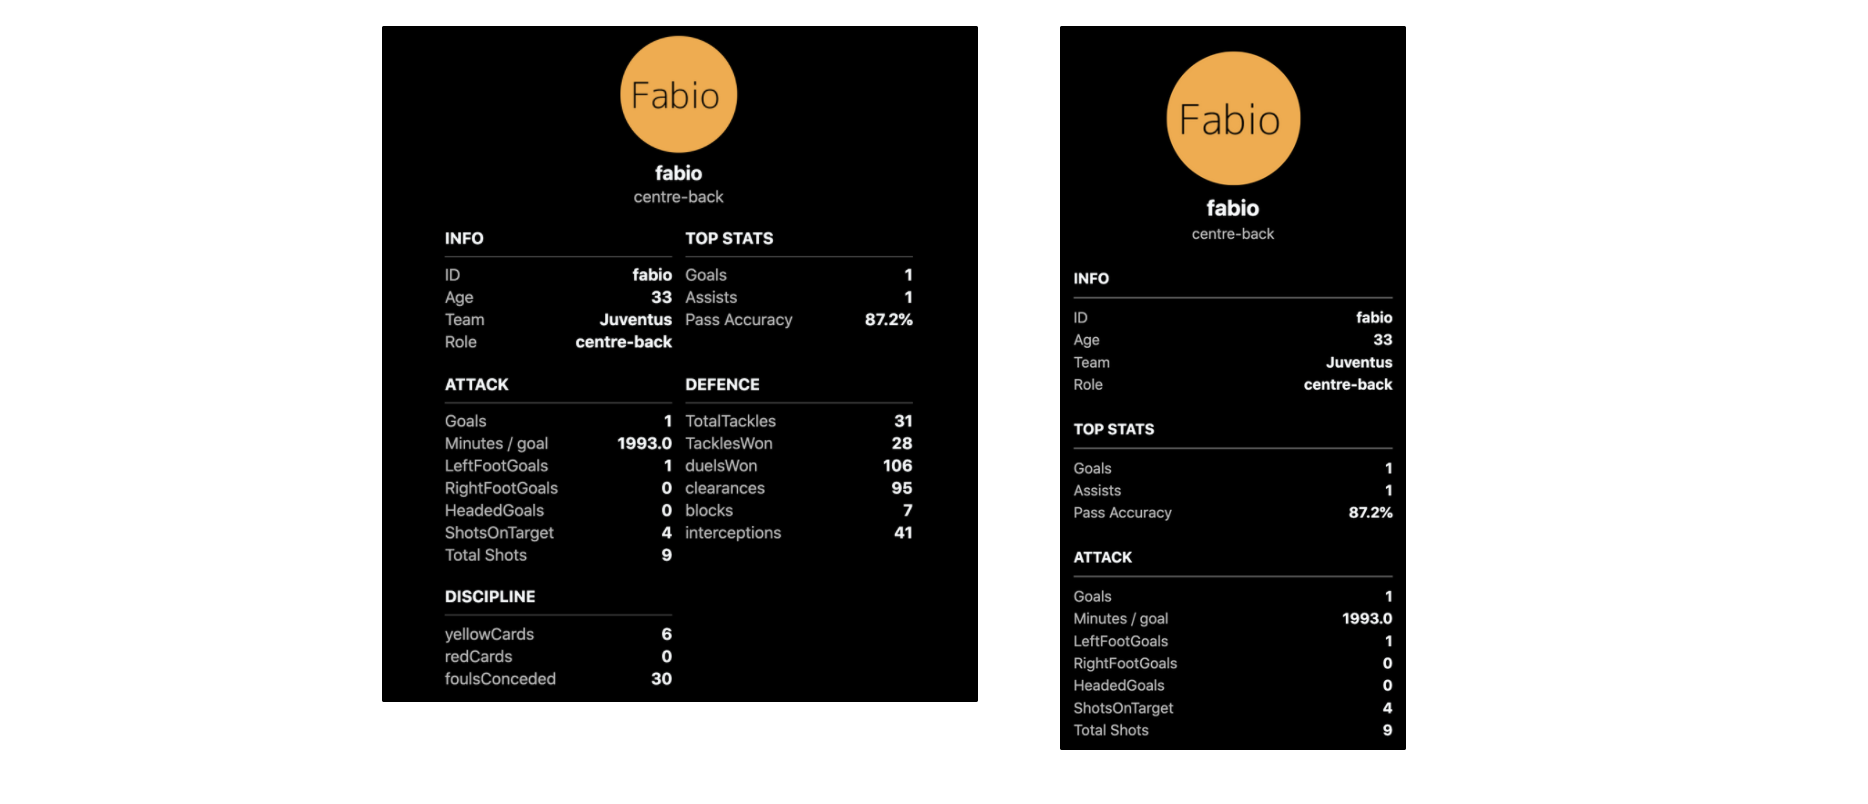 Fabio
fabio
centre-back
INFO
ID fabio
Age 33
Team Juventus
Role centre-back
TOP STATS
Goals 1
Assists 1
Pass Accuracy 87.2%
ATTACK
Goals 1
Minutes / goal 1993.0
LeftFootGoals 1
RightFootGoals 0
HeadedGoals 0
ShotsOnTarget 4
Total Shots 9
DEFENCE
TotalTackles 31
TacklesWon 28
duelsWon 106
clearances 95
blocks 7
interceptions 41
DISCIPLINE
yellowCards 6
redCards 0
foulsConceded 30
Fabio
fabio
centre-back
INFO
ID fabio
Age 33
Team Juventus
Role centre-back
TOP STATS
Goals 1
Assists 1
Pass Accuracy 87.2%
ATTACK
Goals 1
Minutes / goal 1993.0
LeftFootGoals 1
RightFootGoals 0
HeadedGoals 0
ShotsOnTarget 4
Total Shots 9